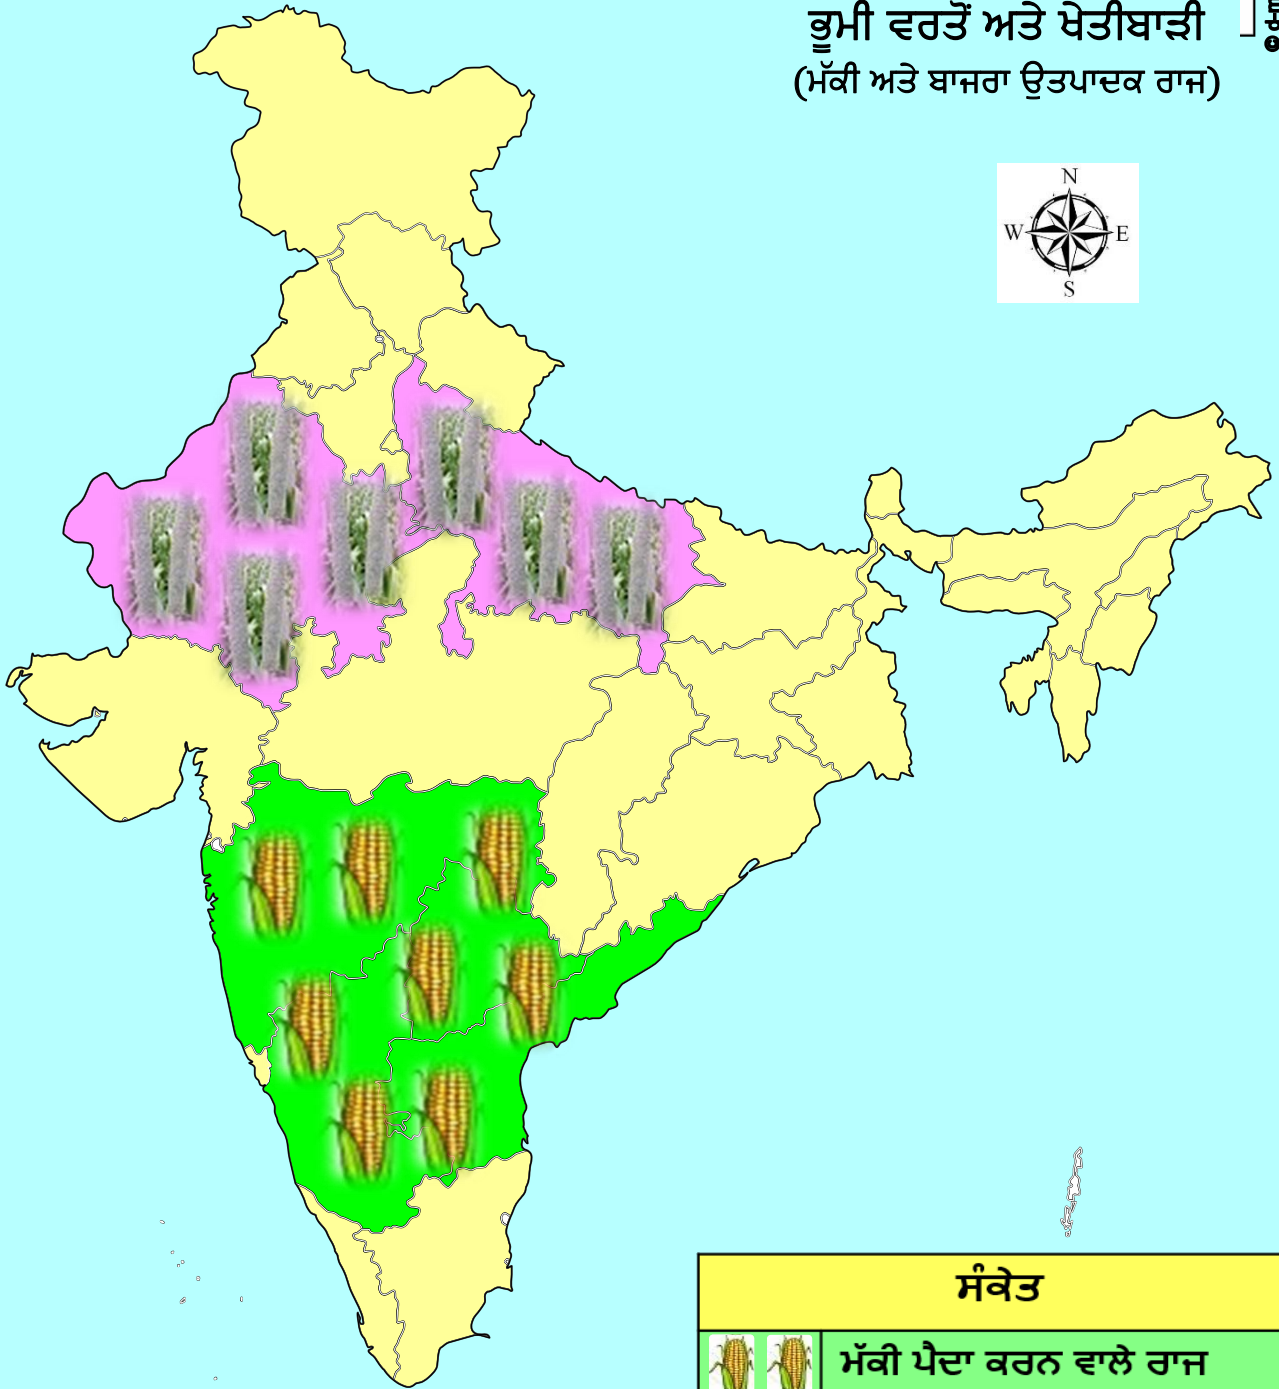 ਭੂਮੀ ਵਰਤੋਂ ਅਤੇ ਖੇਤੀਬਾੜੀ
(ਮੱਕੀ ਅਤੇ ਬਾਜਰਾ ਉਤਪਾਦਕ ਰਾਜ)
N
W E
S
ਸੰਕੇਤ
ਮੱਕੀ ਪੈਦਾ ਕਰਨ ਵਾਲੇ ਰਾਜ